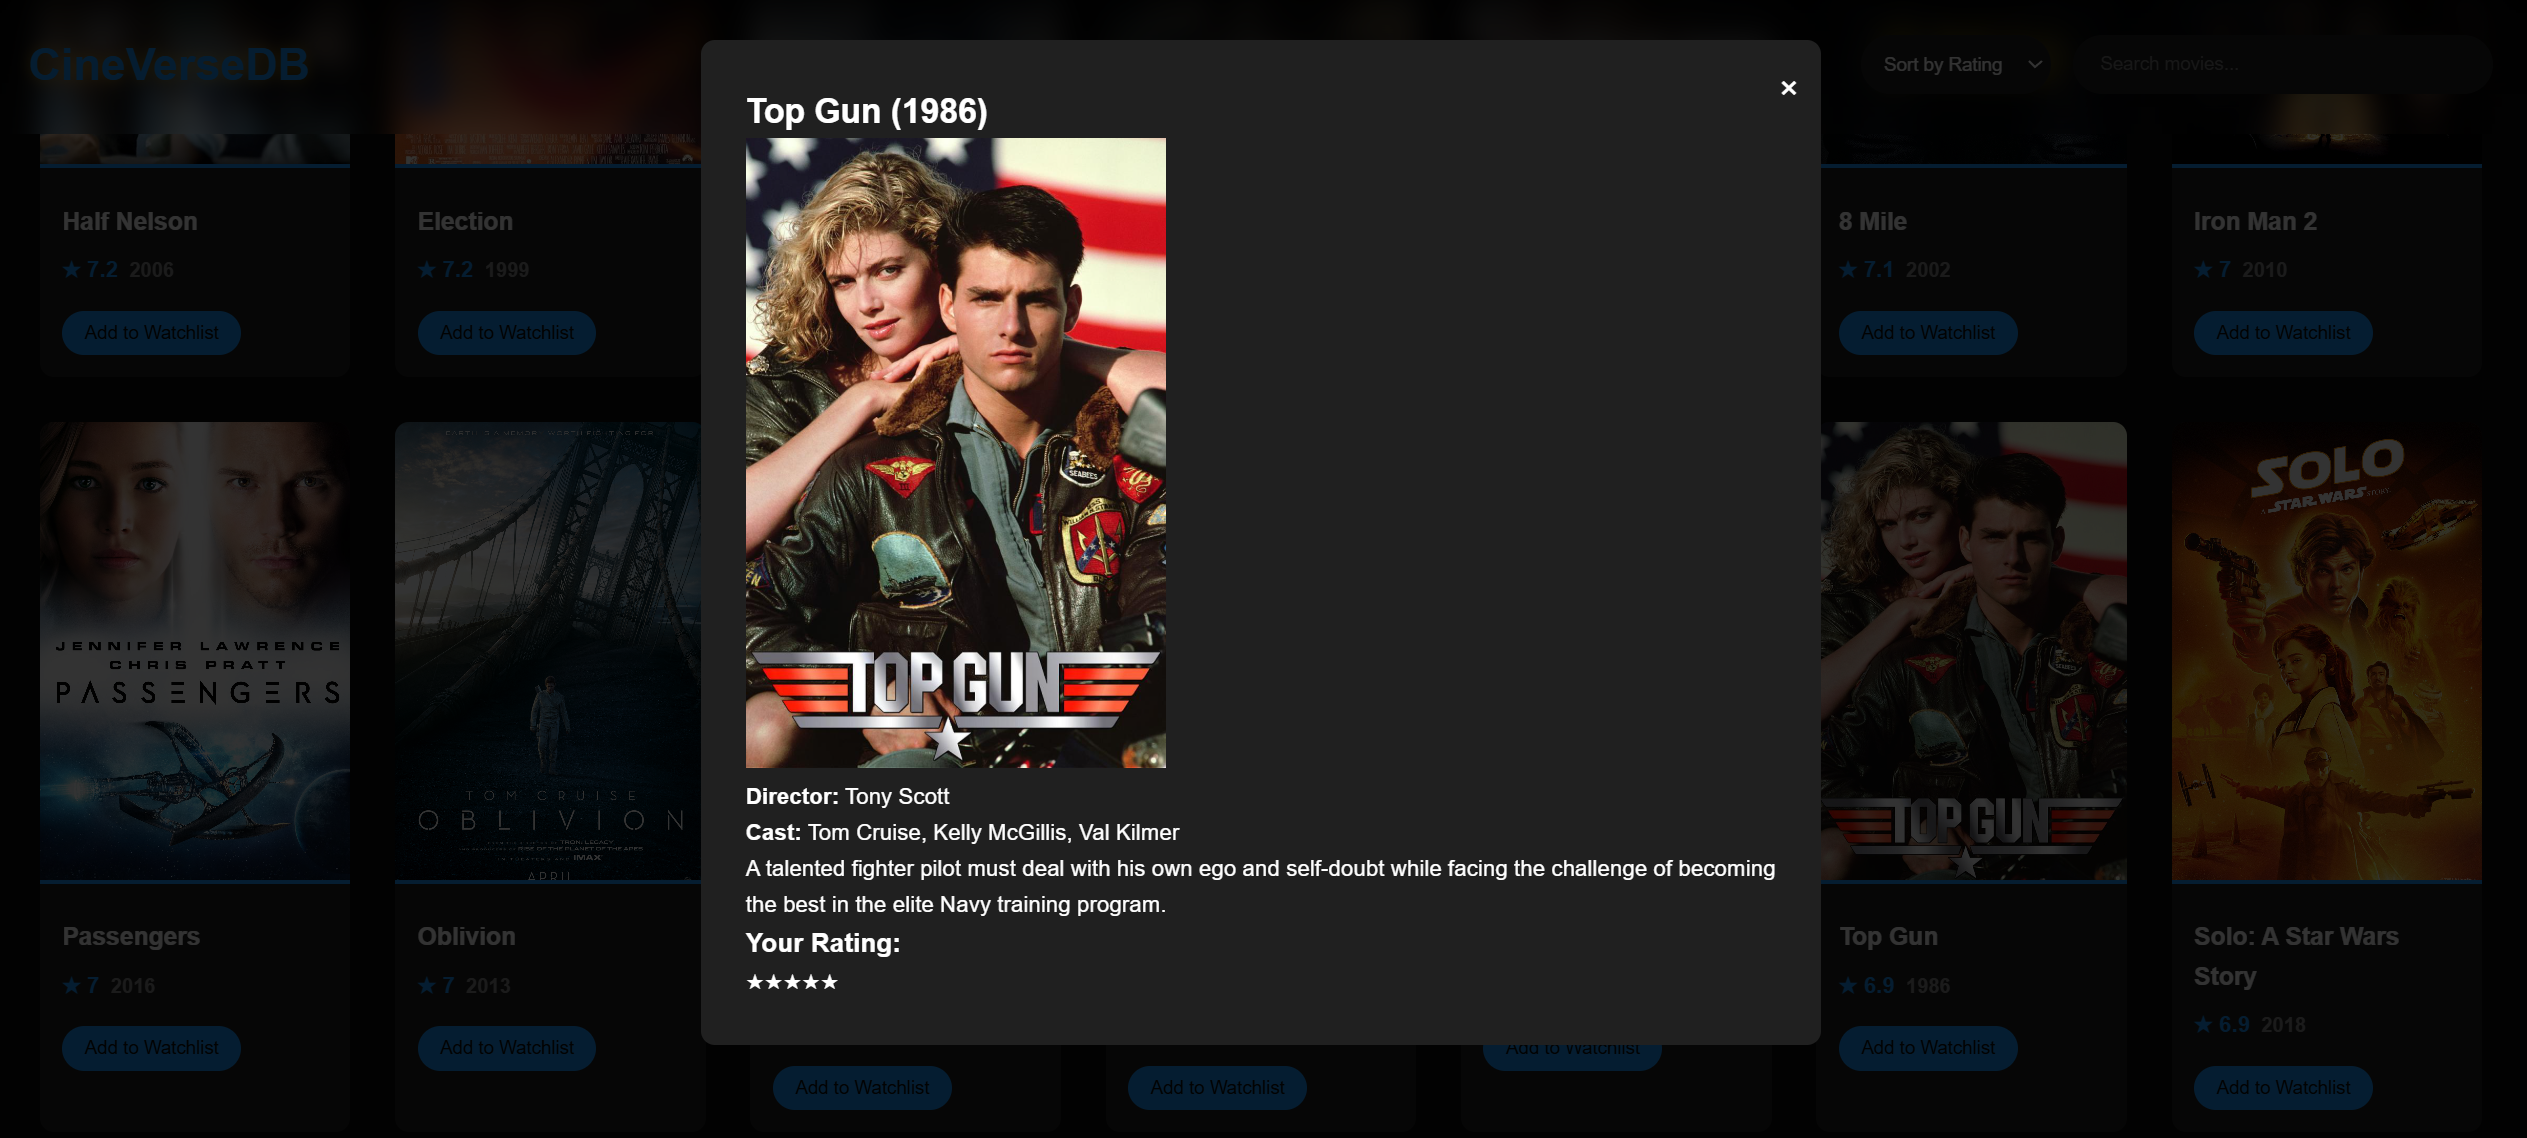 CineVerseDB
Sort by Rating
Search movies...
Half Nelson
★ 7.2 2006
Add to Watchlist
Election
★ 7.2 1999
Add to Watchlist
8 Mile
★ 7.1 2002
Add to Watchlist
Iron Man 2
★ 7 2010
Add to Watchlist
Top Gun (1986)
×
SEABEES
TOP GUN
Director: Tony Scott
Cast: Tom Cruise, Kelly McGillis, Val Kilmer
A talented fighter pilot must deal with his own ego and self-doubt while facing the challenge of becoming
the best in the elite Navy training program.
Your Rating:
★★★★★
JENNIFER LAWRENCE
CHRIS PRATT
PASSENGERS
Passengers
★ 7 2016
Add to Watchlist
TOM CRUISE
OBLIVION
IMAX
APRIL
Oblivion
★ 7 2013
Add to Watchlist
Add to Watchlist
Add to Watchlist
Add to Watchlist
TOP GUN
Top Gun
★ 6.9 1986
Add to Watchlist
SOLO
A STAR WARS STORY
Solo: A Star Wars
Story
★ 6.9 2018
Add to Watchlist